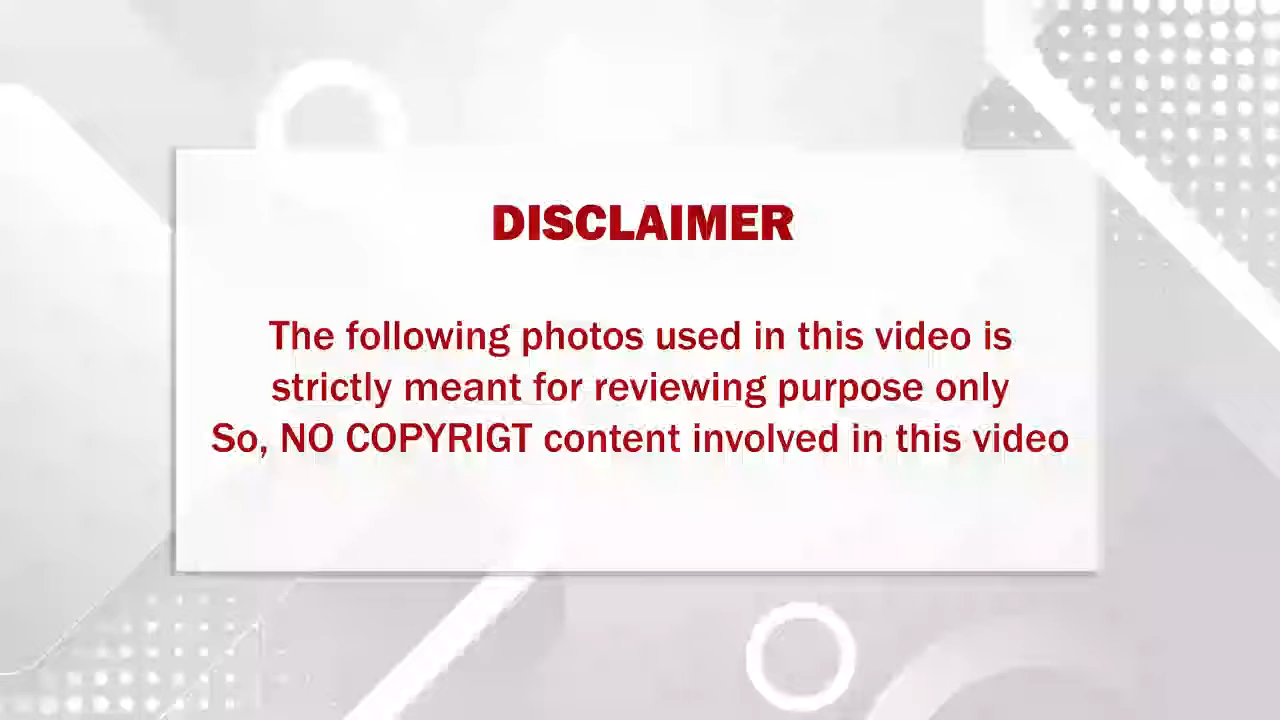 DISCLAIMER
The following photos used in this video is
strictly meant for reviewing purpose only
So, NO COPYRIGT content involved in this video